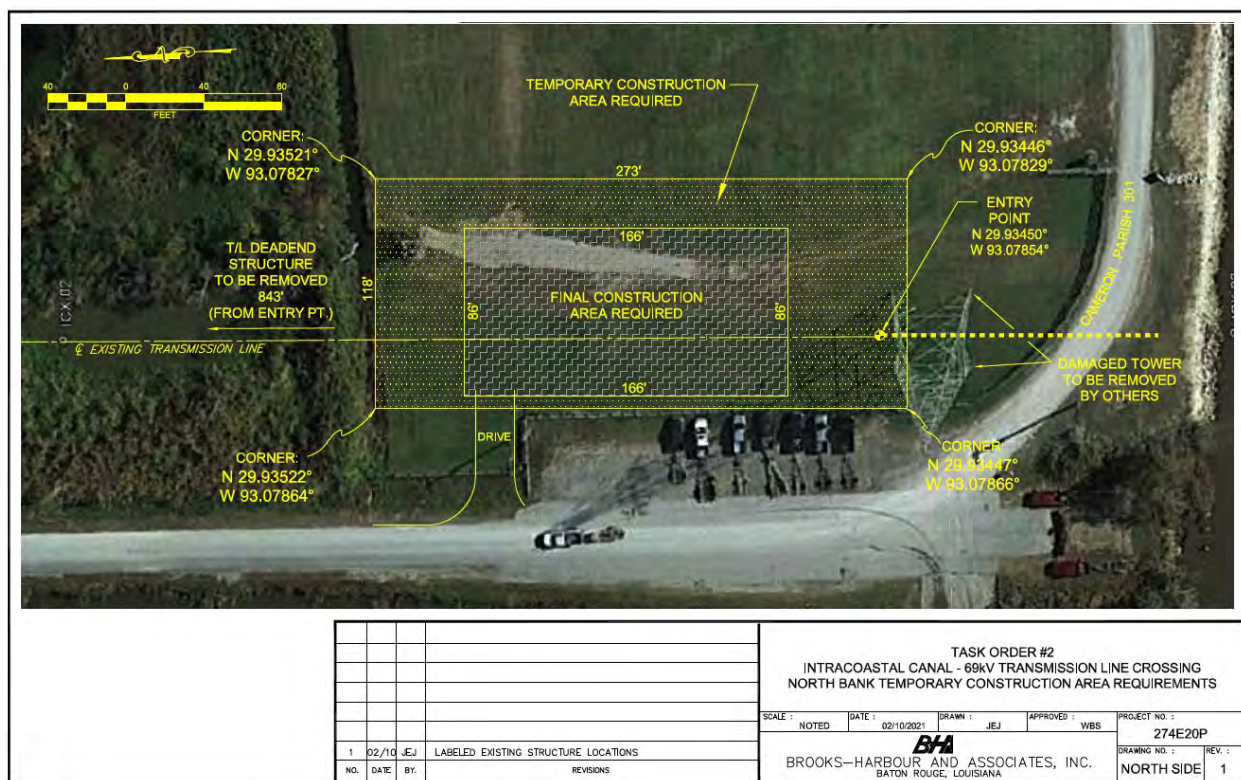 40 0 40 80
FEET
TEMPORARY CONSTRUCTION
AREA REQUIRED
CORNER:
N 29.93521°
W 93.07827°
CORNER:
N 29.93446°
W 93.07829°
273'
ENTRY
POINT
N 29.93450°
W 93.07854°
CAMERON PARISH 301
T/L DEADEND
STRUCTURE
TO BE REMOVED
843'
(FROM ENTRY PT.)
118'
166'
86'
FINAL CONSTRUCTION
AREA REQUIRED
86'
166'
℄ EXISTING TRANSMISSION LINE
DAMAGED TOWER
TO BE REMOVED
BY OTHERS
DRIVE
CORNER:
N 29.93522°
W 93.07864°
CORNER:
N 29.93447°
W 93.07866°
1 02/10 JEJ LABELED EXISTING STRUCTURE LOCATIONS
NO. DATE BY. REVISIONS
TASK ORDER #2
INTRACOASTAL CANAL - 69kV TRANSMISSION LINE CROSSING
NORTH BANK TEMPORARY CONSTRUCTION AREA REQUIREMENTS
SCALE : NOTED DATE : 02/10/2021 DRAWN : JEJ APPROVED : WBS PROJECT NO. : 274E20P
BHA
BROOKS-HARBOUR AND ASSOCIATES, INC.
BATON ROUGE, LOUISIANA
DRAWING NO. : NORTH SIDE REV. : 1